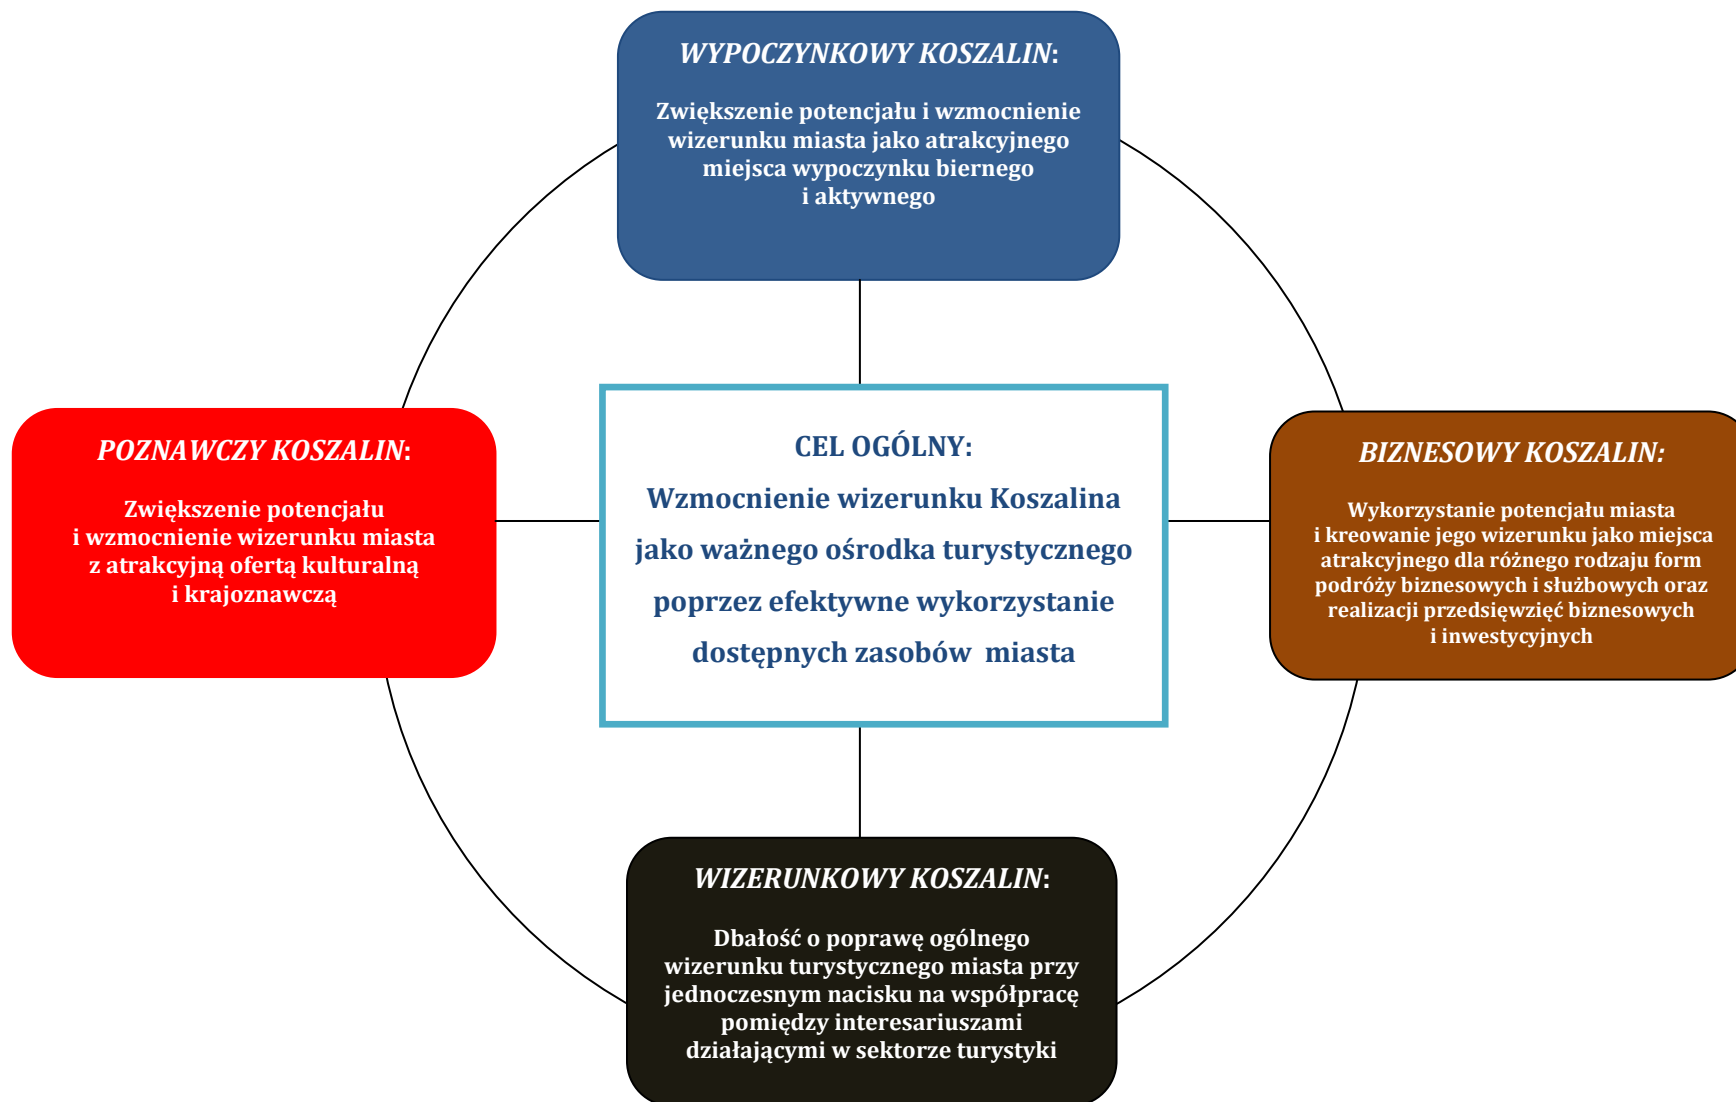 WYPOCZYNKOWY KOSZALIN:
Zwiększenie potencjału i wzmocnienie
wizerunku miasta jako atrakcyjnego
miejsca wypoczynku biernego
i aktywnego
POZNAWCZY KOSZALIN:
Zwiększenie potencjału
i wzmocnienie wizerunku miasta
z atrakcyjną ofertą kulturalną
i krajoznawczą
CEL OGÓLNY:
Wzmocnienie wizerunku Koszalina
jako ważnego ośrodka turystycznego
poprzez efektywne wykorzystanie
dostępnych zasobów miasta
BIZNESOWY KOSZALIN:
Wykorzystanie potencjału miasta
i kreowanie jego wizerunku jako miejsca
atrakcyjnego dla różnego rodzaju form
podróży biznesowych i służbowych oraz
realizacji przedsięwzięć biznesowych
i inwestycyjnych
WIZERUNKOWY KOSZALIN:
Dbałość o poprawę ogólnego
wizerunku turystycznego miasta przy
jednoczesnym nacisku na współpracę
pomiędzy interesariuszami
działającymi w sektorze turystyki